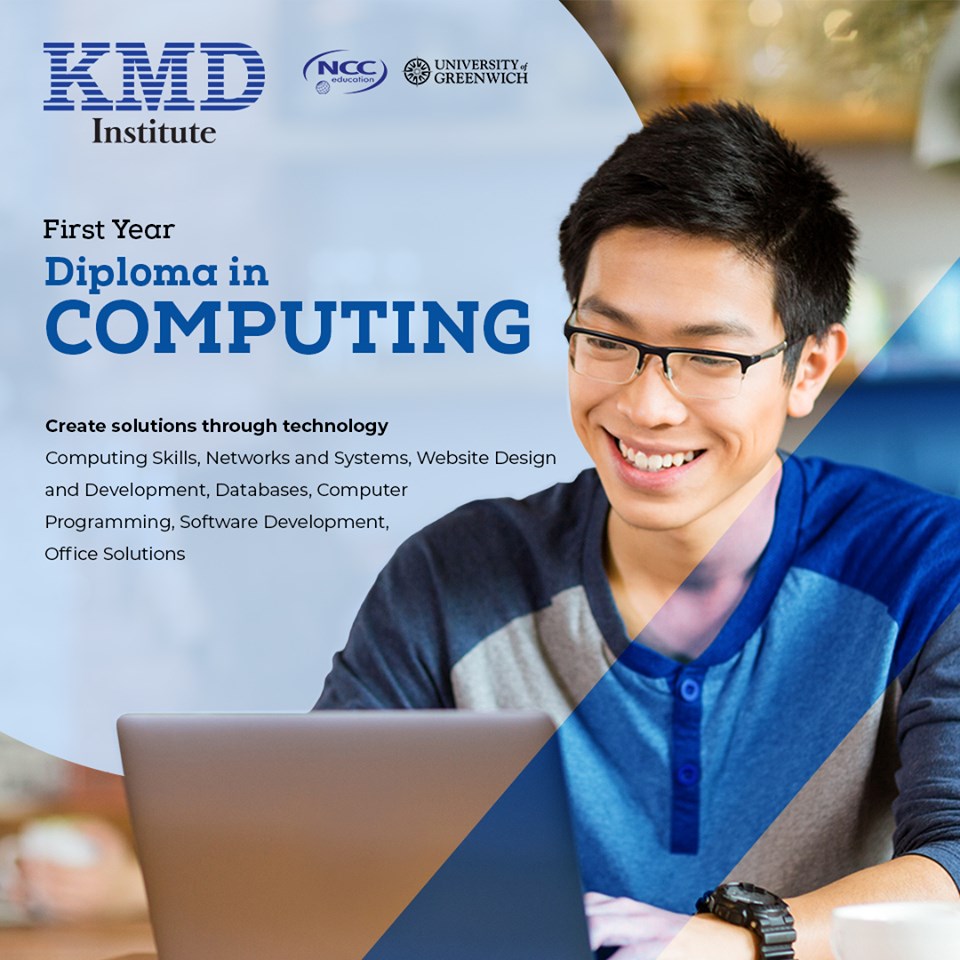 KMD
Institute
NCC
education
UNIVERSITY of
GREENWICH
First Year
Diploma in
COMPUTING
Create solutions through technology
Computing Skills, Networks and Systems, Website Design
and Development, Databases, Computer
Programming, Software Development,
Office Solutions